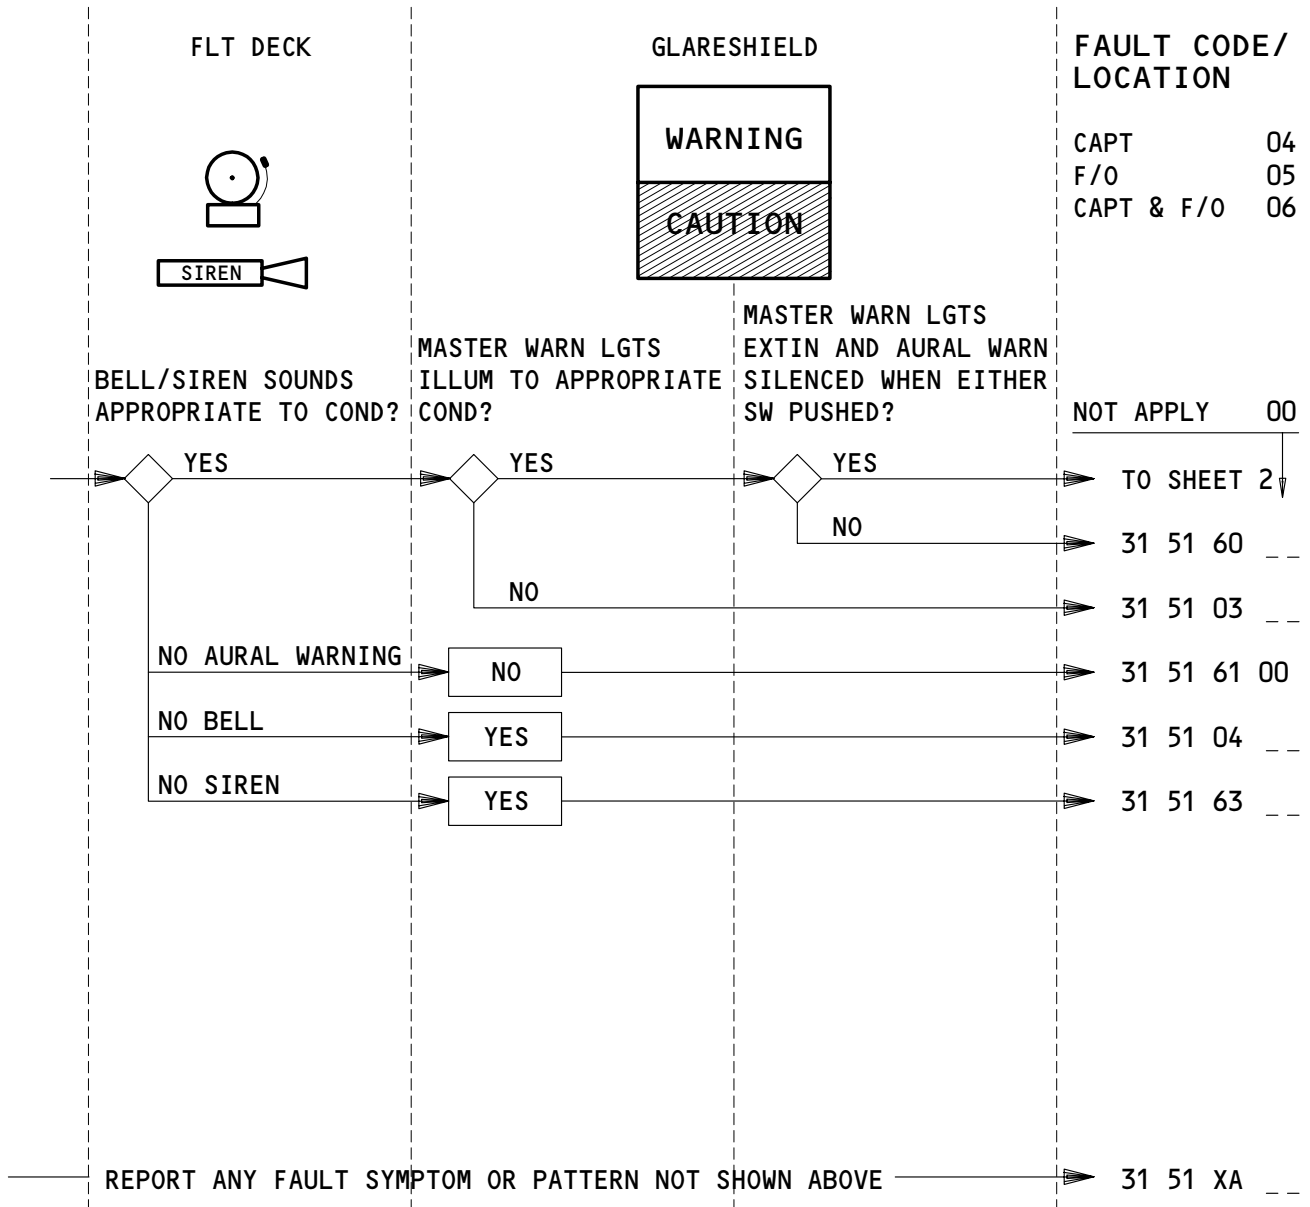 FLT DECK
GLARESHIELD
FAULT CODE/
LOCATION
WARNING
CAUTION
SIREN
CAPT 04
F/O 05
CAPT & F/O 06
BELL/SIREN SOUNDS
APPROPRIATE TO COND?
MASTER WARN LGTS
ILLUM TO APPROPRIATE
COND?
MASTER WARN LGTS
EXTIN AND AURAL WARN
SILENCED WHEN EITHER
SW PUSHED?
NOT APPLY 00
YES
YES
YES
TO SHEET 2
NO
31 51 60 _ _
NO
31 51 03 _ _
NO AURAL WARNING
NO
31 51 61 00
NO BELL
YES
31 51 04 _ _
NO SIREN
YES
31 51 63 _ _
REPORT ANY FAULT SYMPTOM OR PATTERN NOT SHOWN ABOVE
31 51 XA _ _